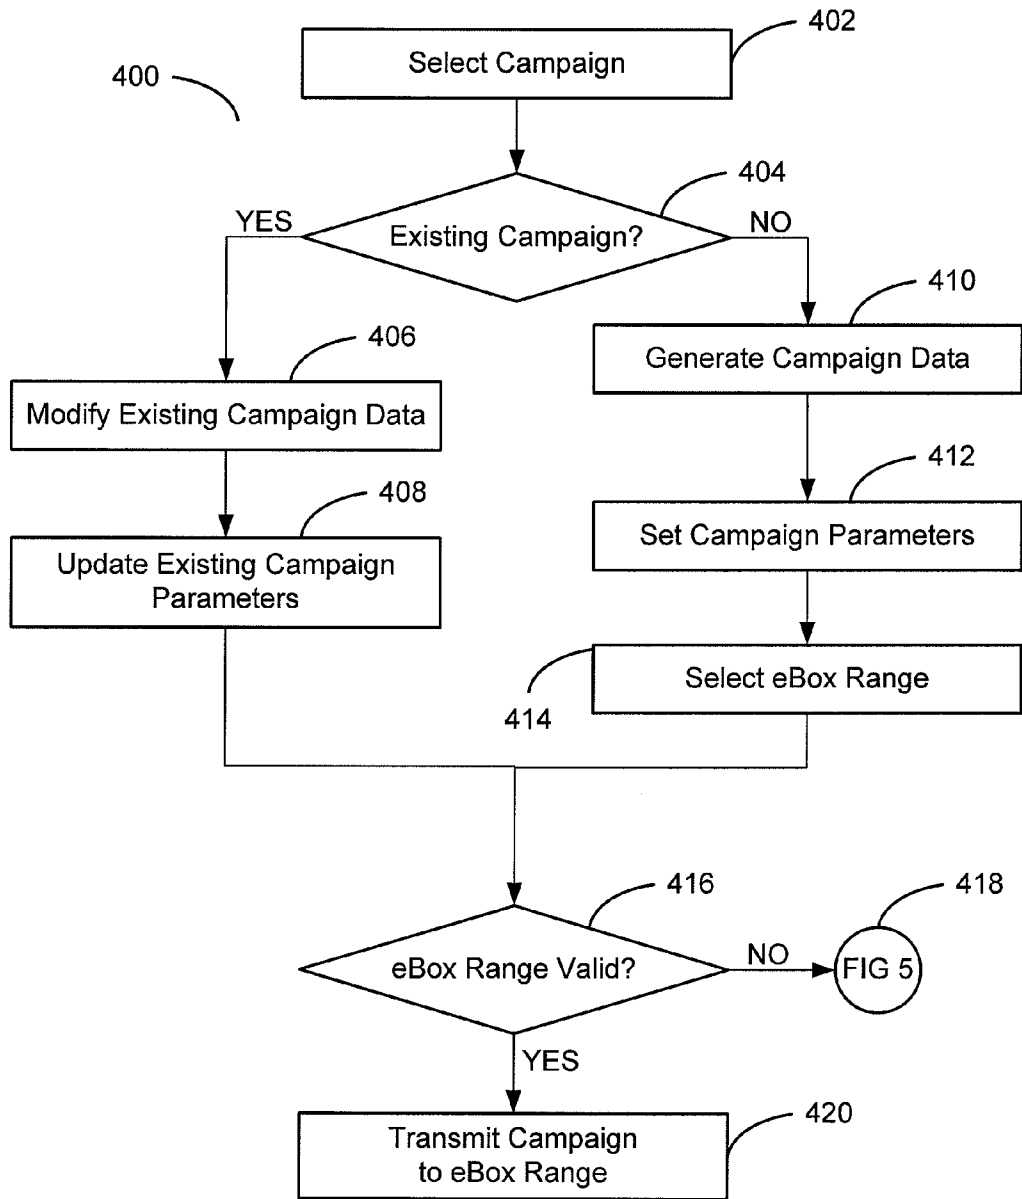 402
Select Campaign
400
404
YES
Existing Campaign?
NO
410
406
Generate Campaign Data
Modify Existing Campaign Data
412
408
Set Campaign Parameters
Update Existing Campaign
Parameters
Select eBox Range
414
416
418
eBox Range Valid?
NO
FIG 5
YES
420
Transmit Campaign
to eBox Range